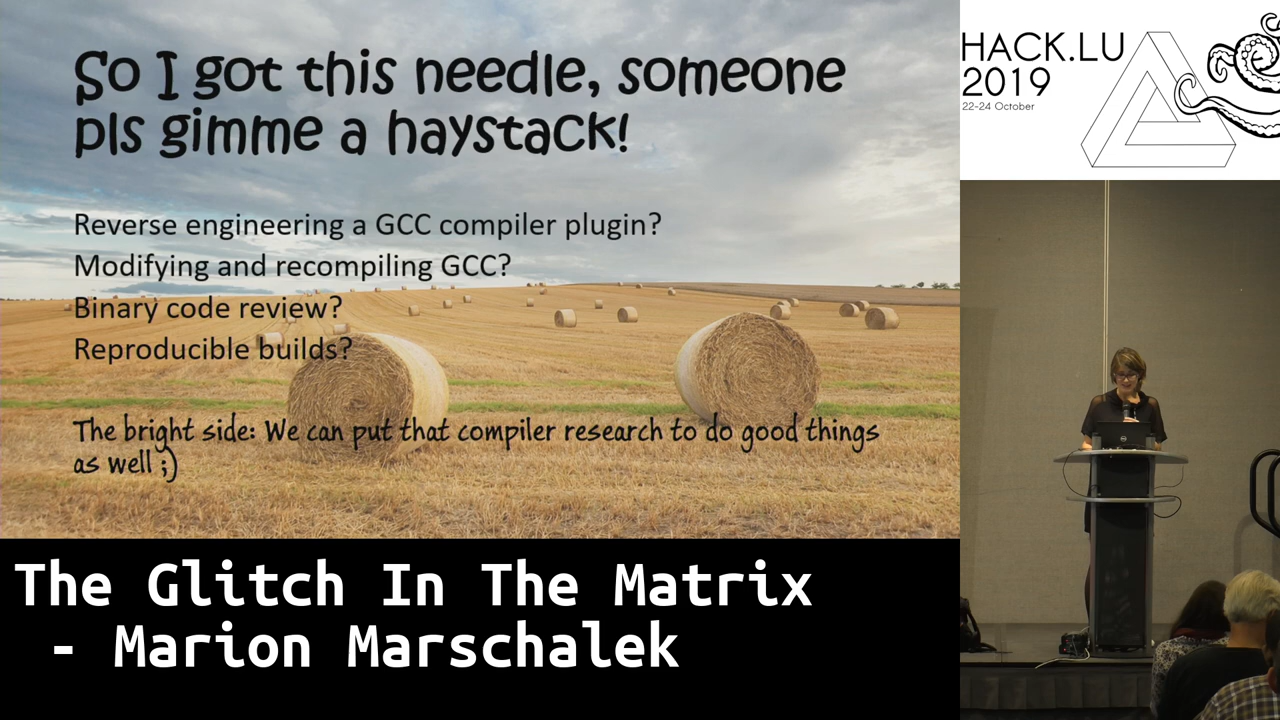 So I got this needle, someone
pls gimme a haystack!
Reverse engineering a GCC compiler plugin?
Modifying and recompiling GCC?
Binary code review?
Reproducible builds?
The bright side: We can put that compiler research to do good things
as well ;)
HACK.LU
2019
22-24 October
The Glitch In The Matrix
- Marion Marschalek